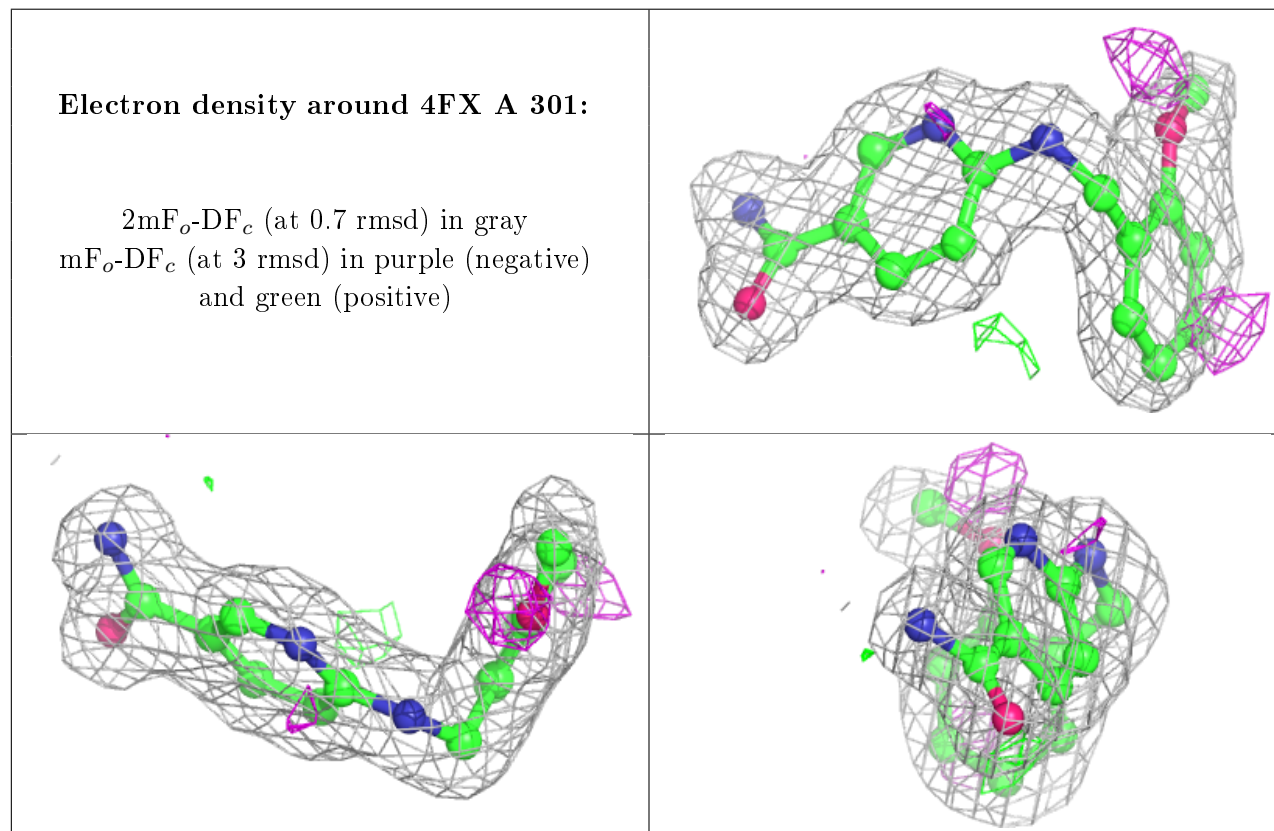 Electron density around 4FX A 301:
2mFₒ-DF𝒸 (at 0.7 rmsd) in gray
mFₒ-DF𝒸 (at 3 rmsd) in purple (negative)
and green (positive)